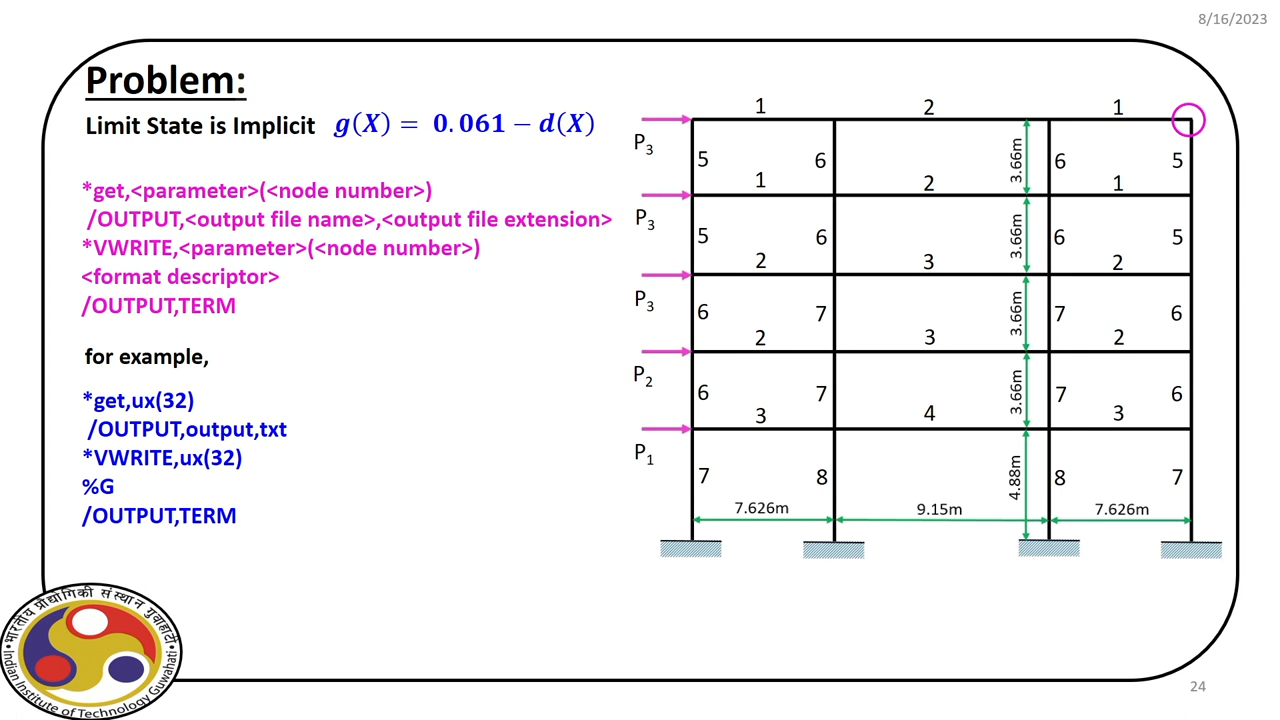 8/16/2023
Problem:
Limit State is Implicit g(X) = 0.061 − d(X)
*get,<parameter>(<node number>)
/OUTPUT,<output file name>,<output file extension>
*VWRITE,<parameter>(<node number>)
<format descriptor>
/OUTPUT,TERM
for example,
*get,ux(32)
/OUTPUT,output,txt
*VWRITE,ux(32)
%G
/OUTPUT,TERM
1 2 1
P3
5 6 3.66m 6 5
1 2 1
P3
5 6 3.66m 6 5
2 3 2
P3
6 7 3.66m 7 6
2 3 2
P2
6 7 3.66m 7 6
3 4 3
P1
7 8 4.88m 8 7
7.626m 9.15m 7.626m
भारतीय प्रौद्योगिकी संस्थान गुवाहाटी
Indian Institute of Technology Guwahati
24